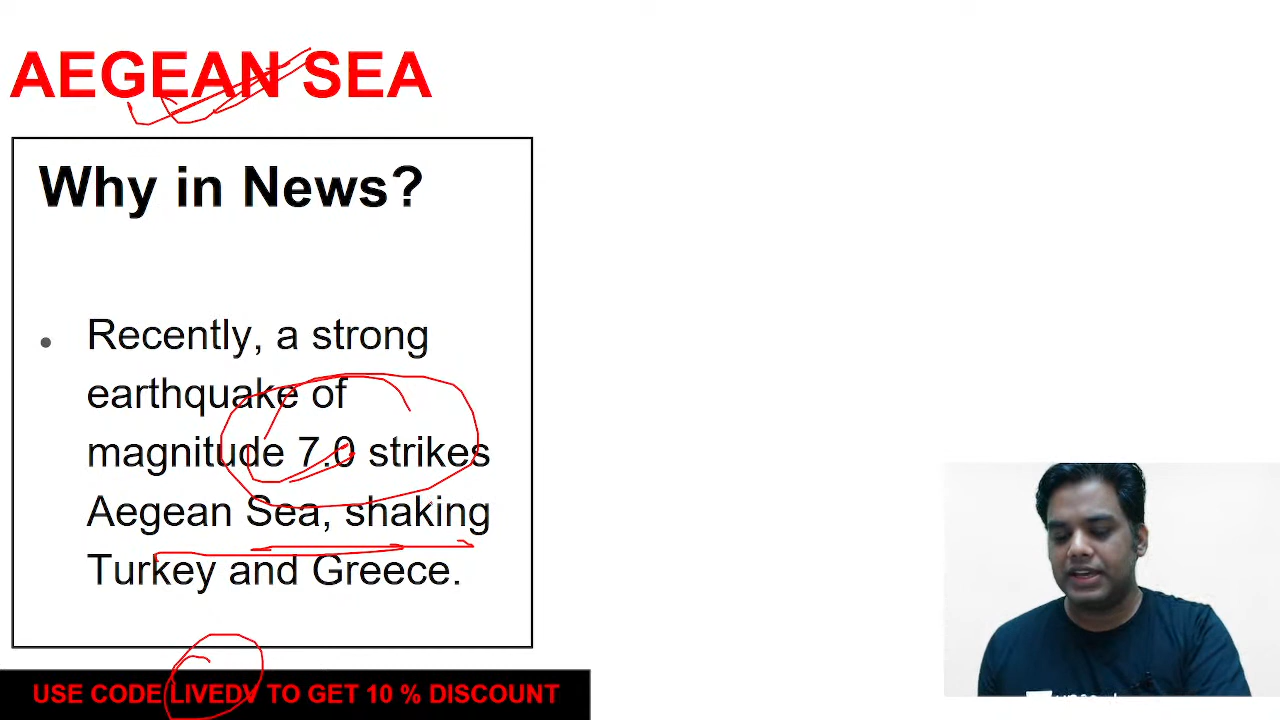 AEGEAN SEA
Why in News?
• Recently, a strong
earthquake of
magnitude 7.0 strikes
Aegean Sea, shaking
Turkey and Greece.
USE CODE LIVEDV TO GET 10 % DISCOUNT